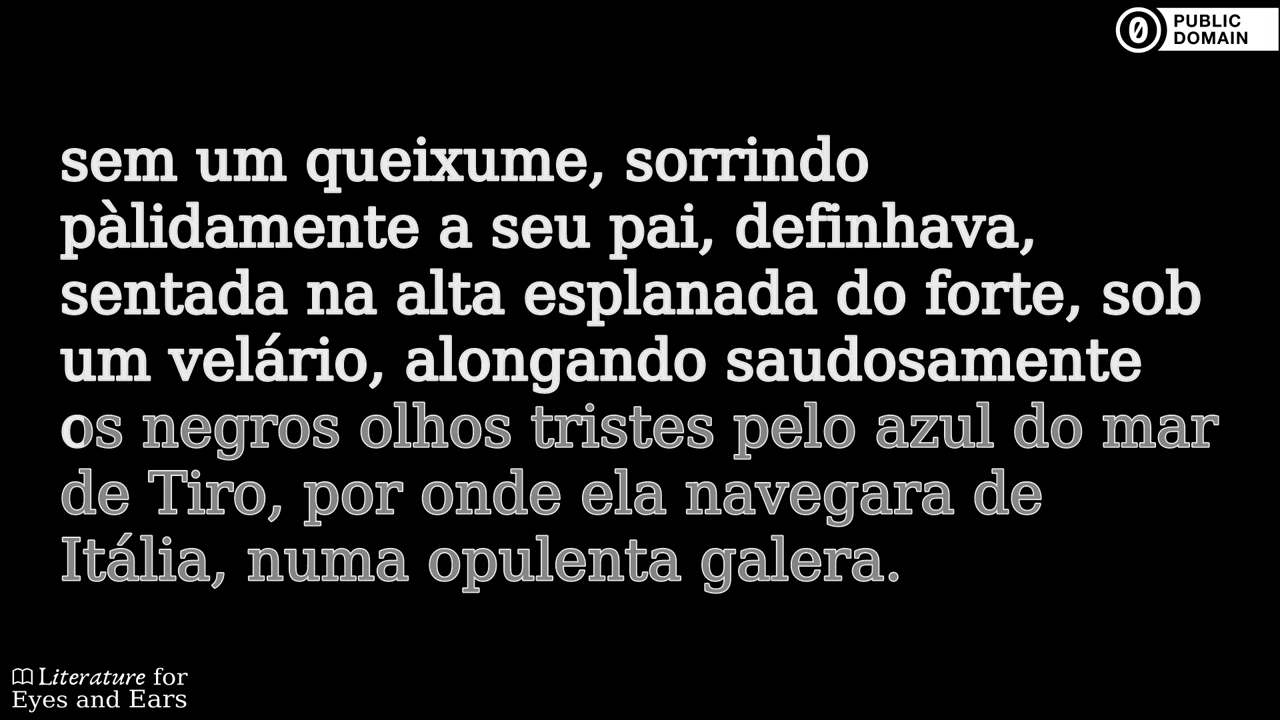 PUBLIC
DOMAIN
sem um queixume, sorrindo
pàlidamente a seu pai, definhava,
sentada na alta esplanada do forte, sob
um velário, alongando saudosamente
os negros olhos tristes pelo azul do mar
de Tiro, por onde ela navegara de
Itália, numa opulenta galera.
Literature for
Eyes and Ears